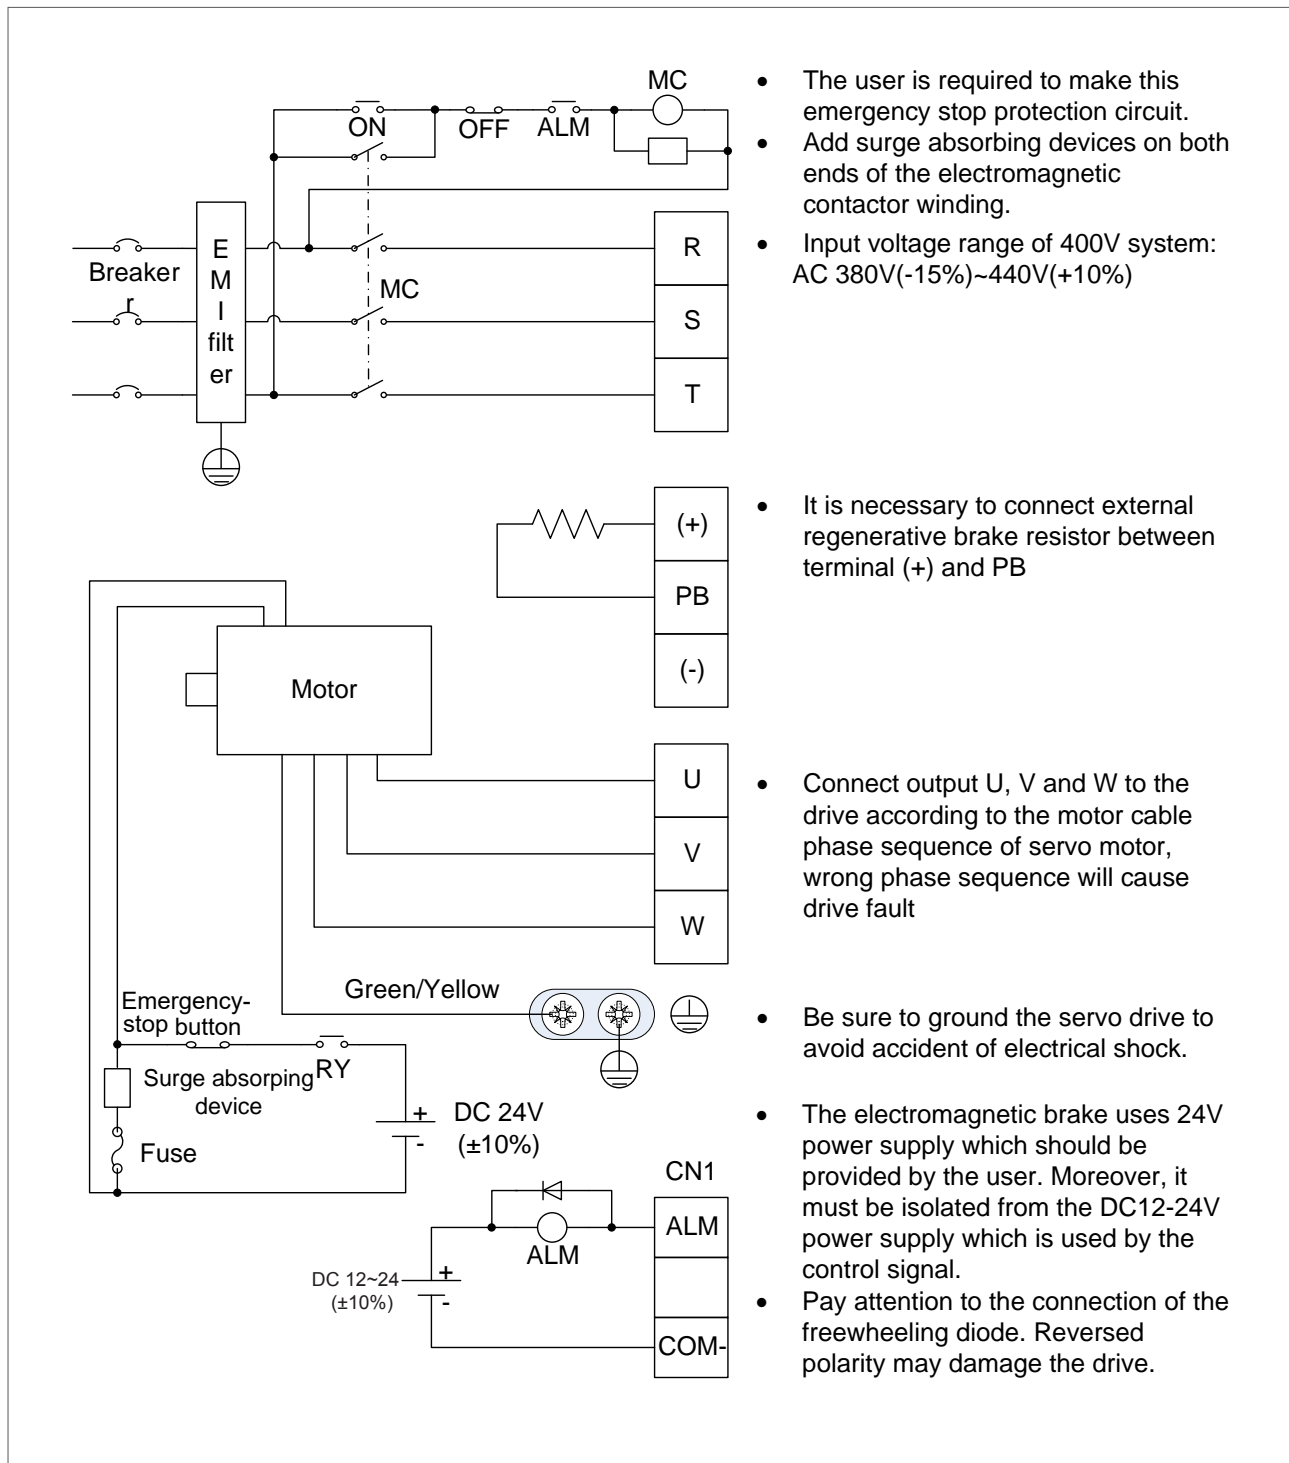 MC
ON
OFF
ALM
• The user is required to make this
emergency stop protection circuit.
• Add surge absorbing devices on both
ends of the electromagnetic
contactor winding.
• Input voltage range of 400V system:
AC 380V(-15%)~440V(+10%)
Breaker
r
E
M
I
filt
er
MC
R
S
T
(+)
PB
(-)
• It is necessary to connect external
regenerative brake resistor between
terminal (+) and PB
Motor
U
V
W
• Connect output U, V and W to the
drive according to the motor cable
phase sequence of servo motor,
wrong phase sequence will cause
drive fault
Green/Yellow
• Be sure to ground the servo drive to
avoid accident of electrical shock.
Emergency-
stop button
RY
Surge absorping
device
Fuse
+
-
DC 24V
(±10%)
• The electromagnetic brake uses 24V
power supply which should be
provided by the user. Moreover, it
must be isolated from the DC12-24V
power supply which is used by the
control signal.
• Pay attention to the connection of the
freewheeling diode. Reversed
polarity may damage the drive.
CN1
ALM
COM-
ALM
DC 12~24
(±10%)
+
-